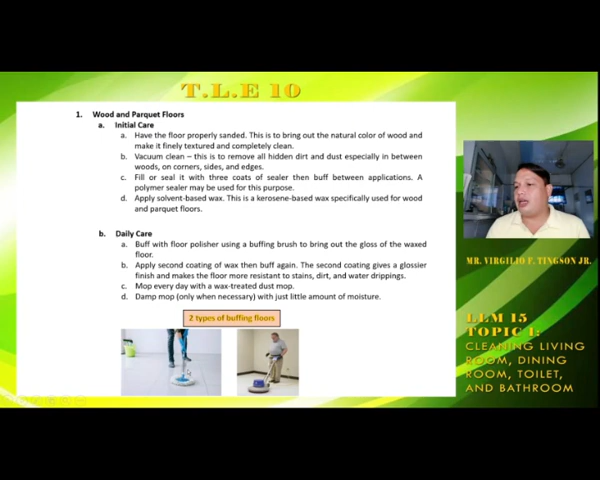 T.L.E 10
1. Wood and Parquet Floors
a. Initial Care
a. Have the floor properly sanded. This is to bring out the natural color of wood and
make it finely textured and completely clean.
b. Vacuum clean – this is to remove all hidden dirt and dust especially in between
woods, on corners, sides, and edges.
c. Fill or seal it with three coats of sealer then buff between applications. A
polymer sealer may be used for this purpose.
d. Apply solvent-based wax. This is a kerosene-based wax specifically used for wood
and parquet floors.
b. Daily Care
a. Buff with floor polisher using a buffing brush to bring out the gloss of the waxed
floor.
b. Apply second coating of wax then buff again. The second coating gives a glossier
finish and makes the floor more resistant to stains, dirt, and water drippings.
c. Mop every day with a wax-treated dust mop.
d. Damp mop (only when necessary) with just little amount of moisture.
2 types of buffing floors
MR. VIRGILIO F. TINGSON JR.
LLM 15
TOPIC 1:
CLEANING LIVING
ROOM, DINING
ROOM, TOILET,
AND BATHROOM